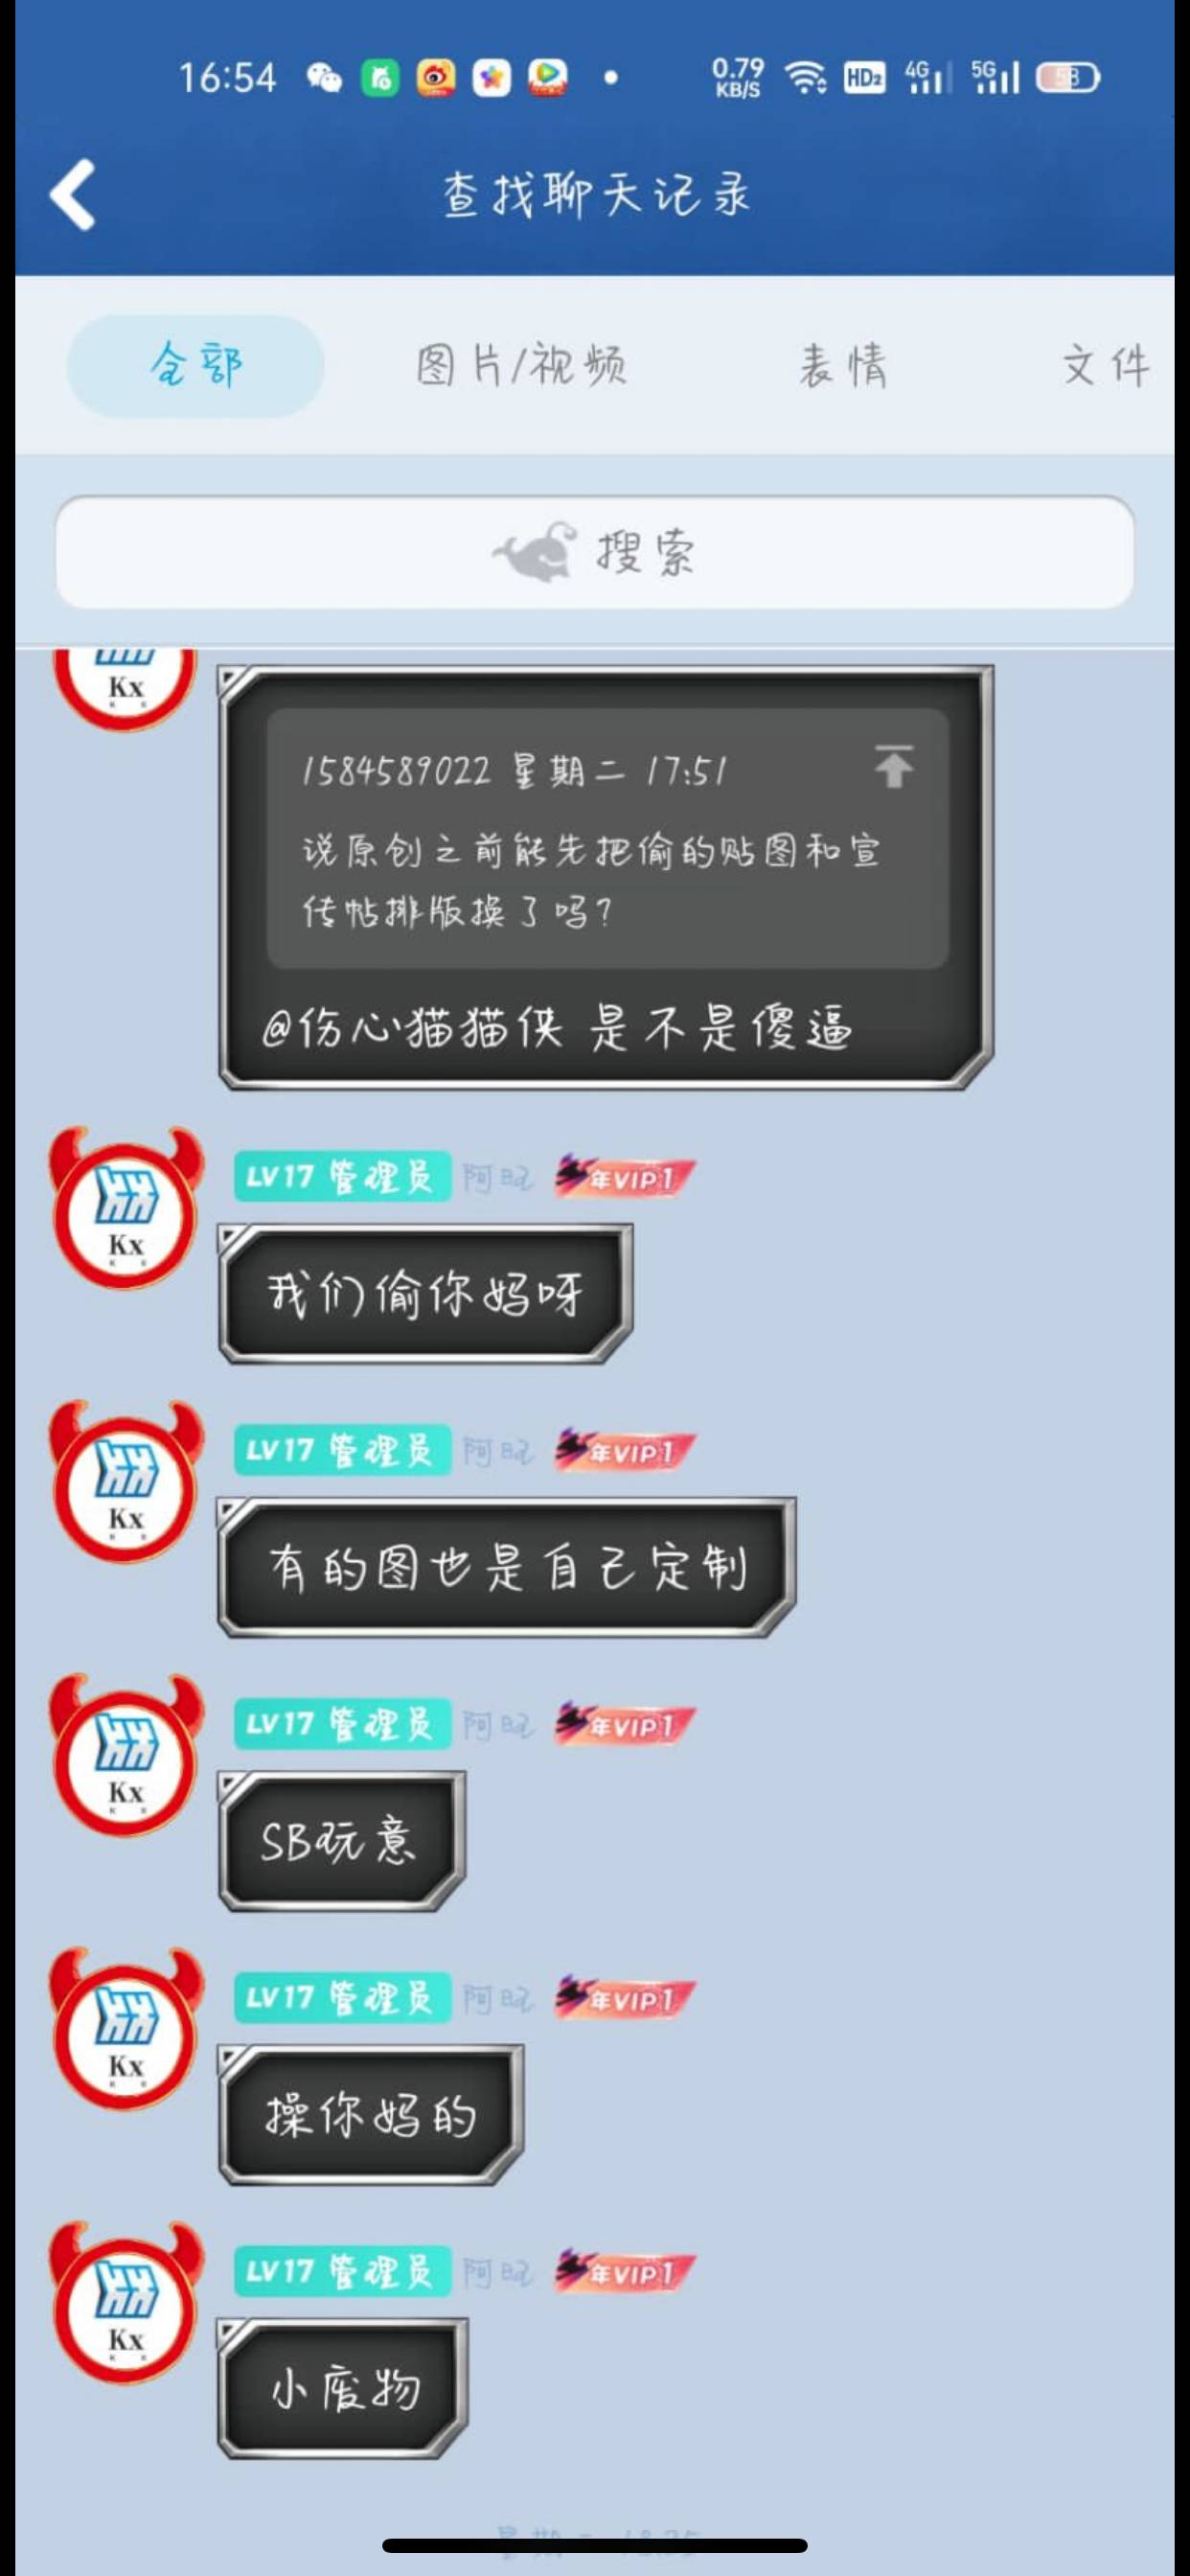 16:54
0.79
KB/S
HD2
4G
5G
查找聊天记录
全部
图片/视频
表情
文件
搜索
Kx
1584589022 星期二 17:51
说原创之前能先把偷的贴图和宣
传帖排版换了吗?
@伤心猫猫侠 是不是傻逼
LV17 管理员 阿昭 年VIP1
Kx
我们偷你妈呀
LV17 管理员 阿昭 年VIP1
Kx
有的图也是自己定制
LV17 管理员 阿昭 年VIP1
Kx
SB玩意
LV17 管理员 阿昭 年VIP1
Kx
操你妈的
LV17 管理员 阿昭 年VIP1
Kx
小废物